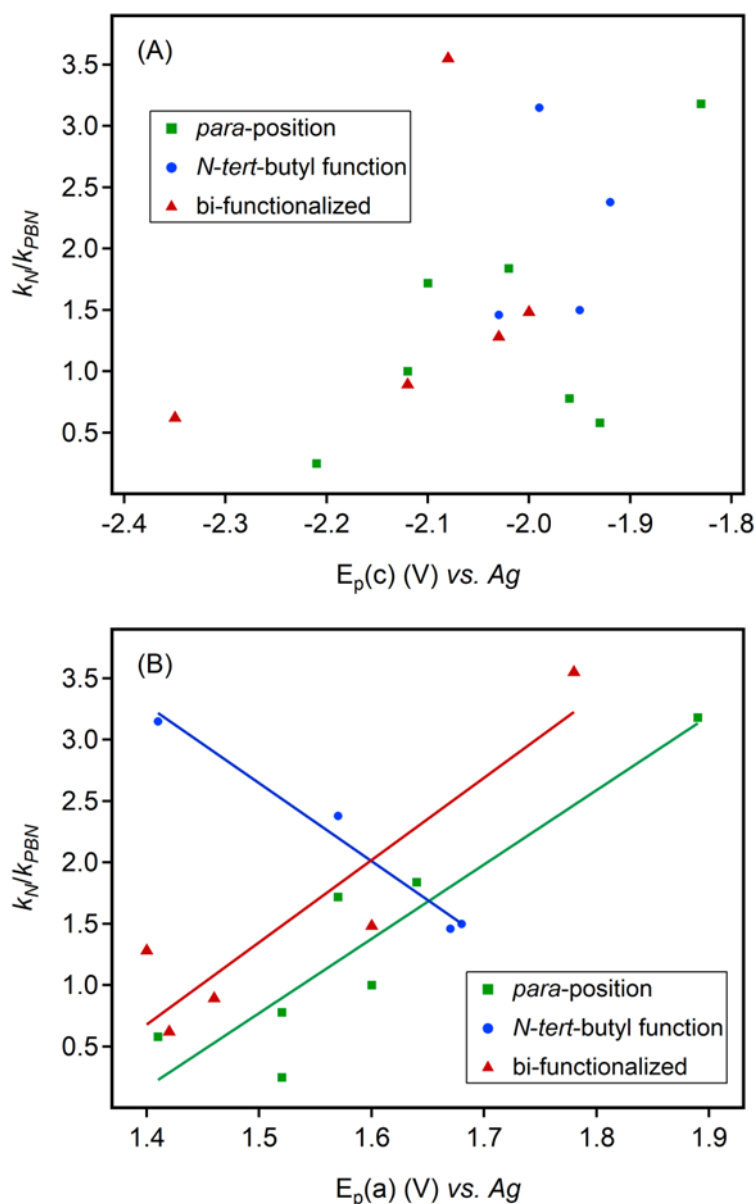 (A)
para-position
N-tert-butyl function
bi-functionalized
3.5
3.0
2.5
2.0
1.5
1.0
0.5
kN/kPBN
-2.4 -2.3 -2.2 -2.1 -2.0 -1.9 -1.8
Ep(c) (V) vs. Ag
(B)
3.5
3.0
2.5
2.0
1.5
1.0
0.5
kN/kPBN
para-position
N-tert-butyl function
bi-functionalized
1.4 1.5 1.6 1.7 1.8 1.9
Ep(a) (V) vs. Ag